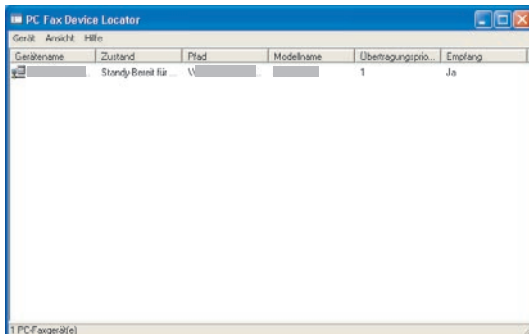 PC Fax Device Locator
Gerät Ansicht Hilfe
Gerätename Zustand Pfad Modellname Übertragungsprio... Empfang
Standy-Bereit für ... \\ 1 Ja
1 PC-Faxgerät(e)